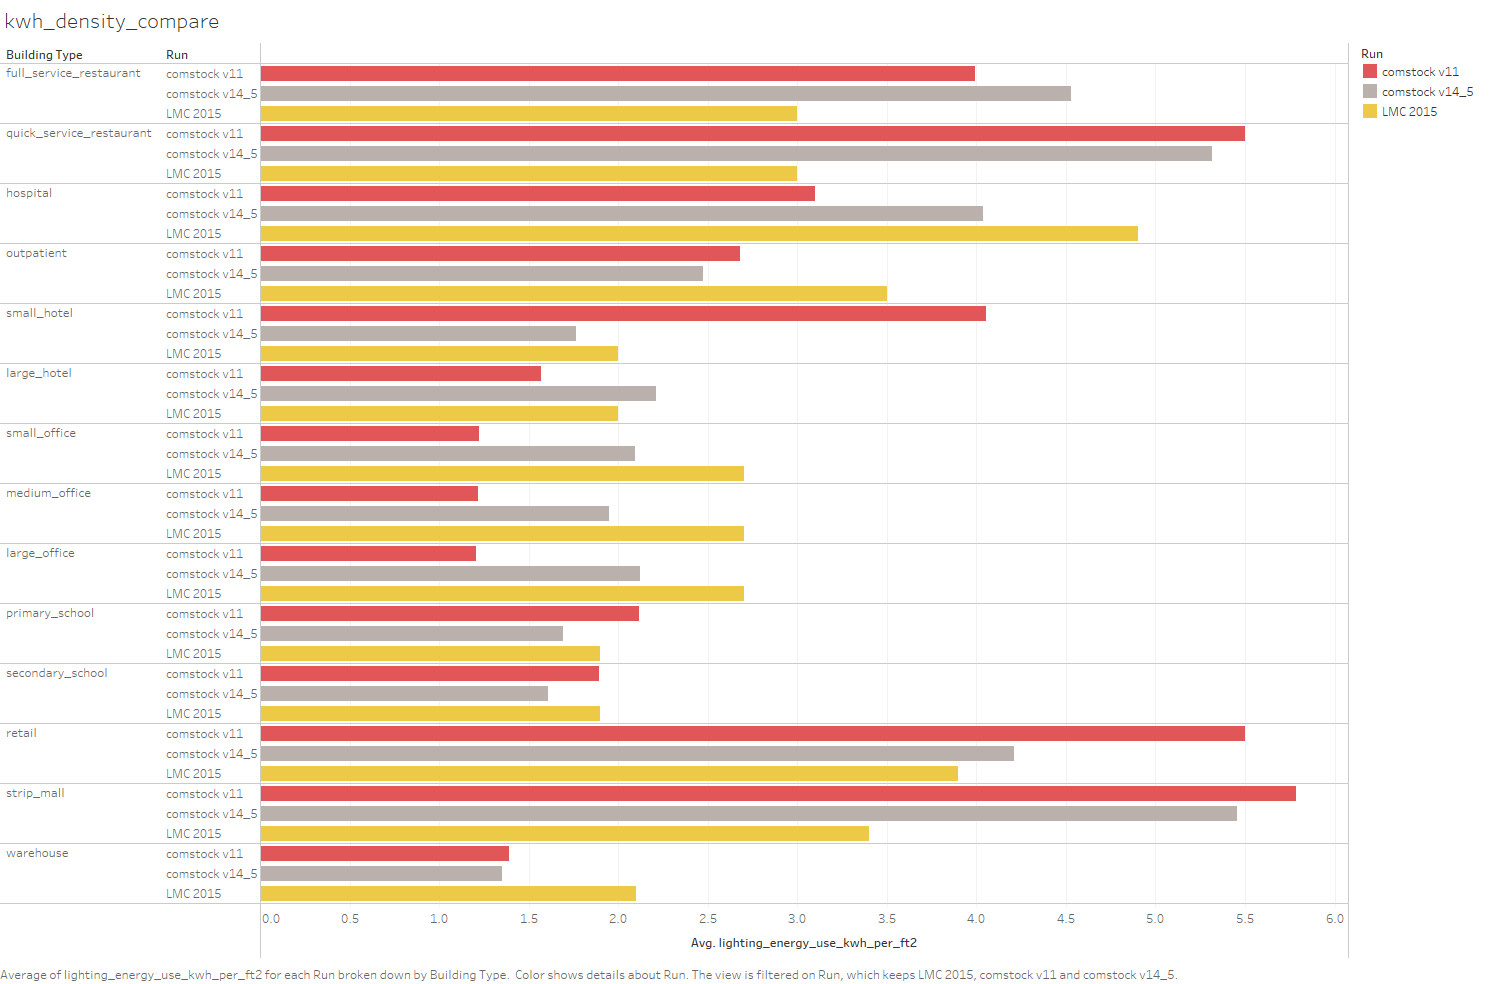 kwh_density_compare
Building Type Run
full_service_restaurant comstock v11
comstock v14_5
LMC 2015
quick_service_restaurant comstock v11
comstock v14_5
LMC 2015
hospital comstock v11
comstock v14_5
LMC 2015
outpatient comstock v11
comstock v14_5
LMC 2015
small_hotel comstock v11
comstock v14_5
LMC 2015
large_hotel comstock v11
comstock v14_5
LMC 2015
small_office comstock v11
comstock v14_5
LMC 2015
medium_office comstock v11
comstock v14_5
LMC 2015
large_office comstock v11
comstock v14_5
LMC 2015
primary_school comstock v11
comstock v14_5
LMC 2015
secondary_school comstock v11
comstock v14_5
LMC 2015
retail comstock v11
comstock v14_5
LMC 2015
strip_mall comstock v11
comstock v14_5
LMC 2015
warehouse comstock v11
comstock v14_5
LMC 2015
0.0 0.5 1.0 1.5 2.0 2.5 3.0 3.5 4.0 4.5 5.0 5.5 6.0
Avg. lighting_energy_use_kwh_per_ft2
Run
comstock v11
comstock v14_5
LMC 2015
Average of lighting_energy_use_kwh_per_ft2 for each Run broken down by Building Type.  Color shows details about Run. The view is filtered on Run, which keeps LMC 2015, comstock v11 and comstock v14_5.